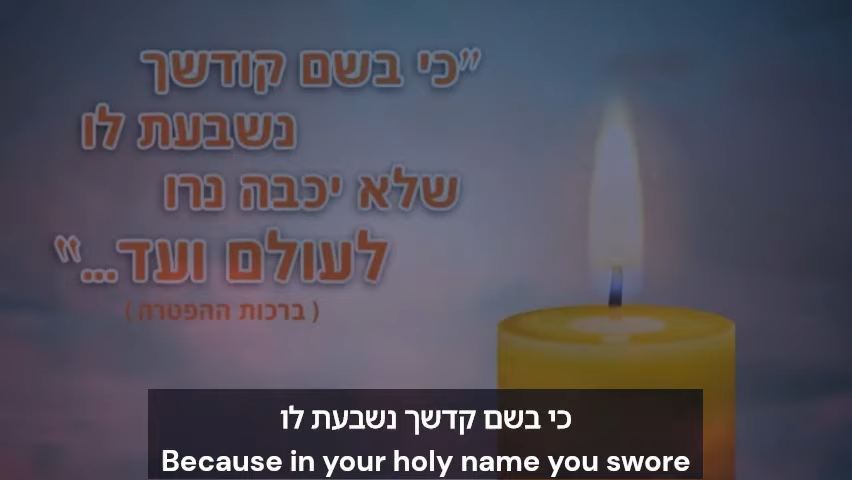 "כי בשם קודשך
נשבעת לו
שלא יכבה נרו
לעולם ועד..."
(ברכות ההפטרה)
כי בשם קדשך נשבעת לו
Because in your holy name you swore